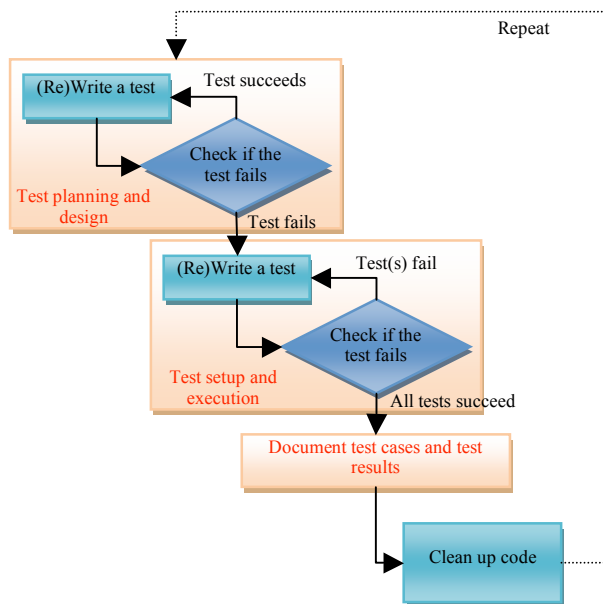 Repeat
(Re)Write a test
Test succeeds
Check if the
test fails
Test planning and
design
Test fails
(Re)Write a test
Test(s) fail
Check if the
test fails
Test setup and
execution
All tests succeed
Document test cases and test
results
Clean up code